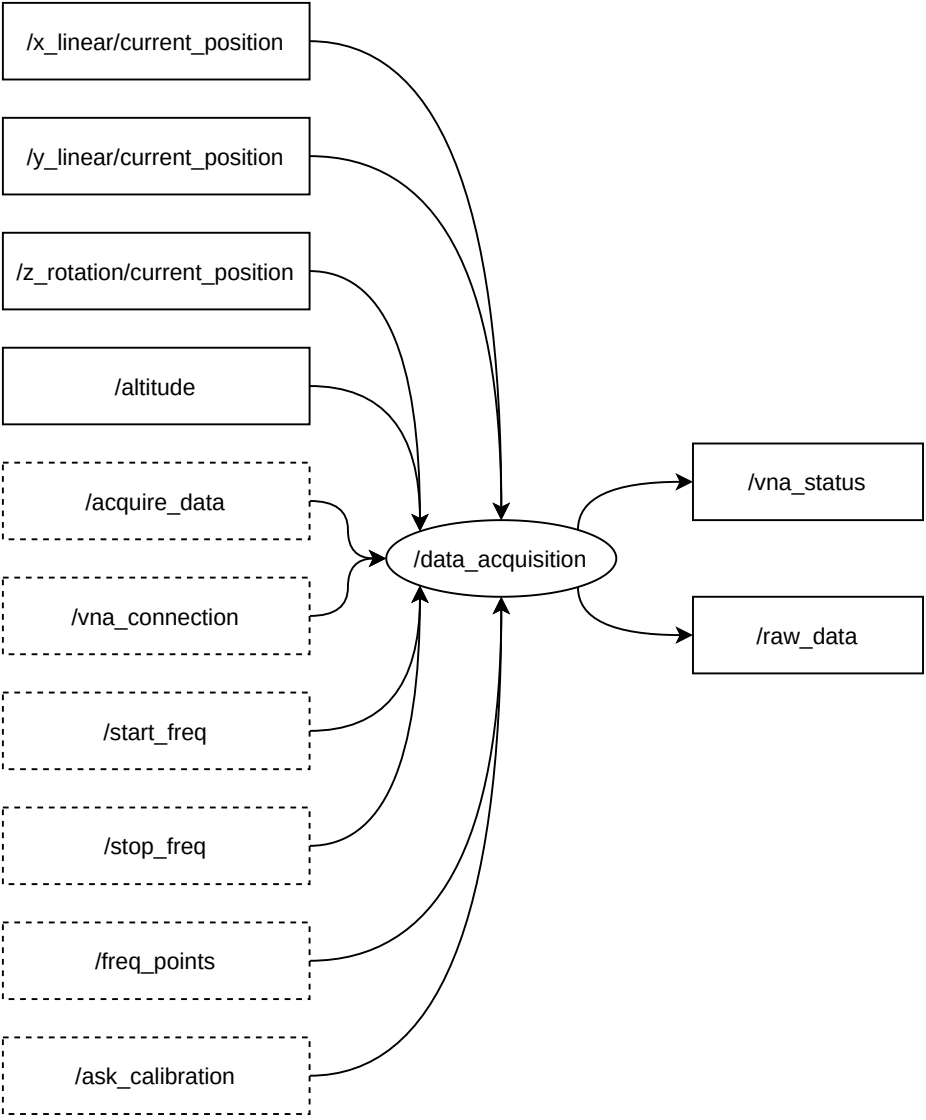 /x_linear/current_position
/y_linear/current_position
/z_rotation/current_position
/altitude
/acquire_data
/vna_connection
/start_freq
/stop_freq
/freq_points
/ask_calibration
/data_acquisition
/vna_status
/raw_data